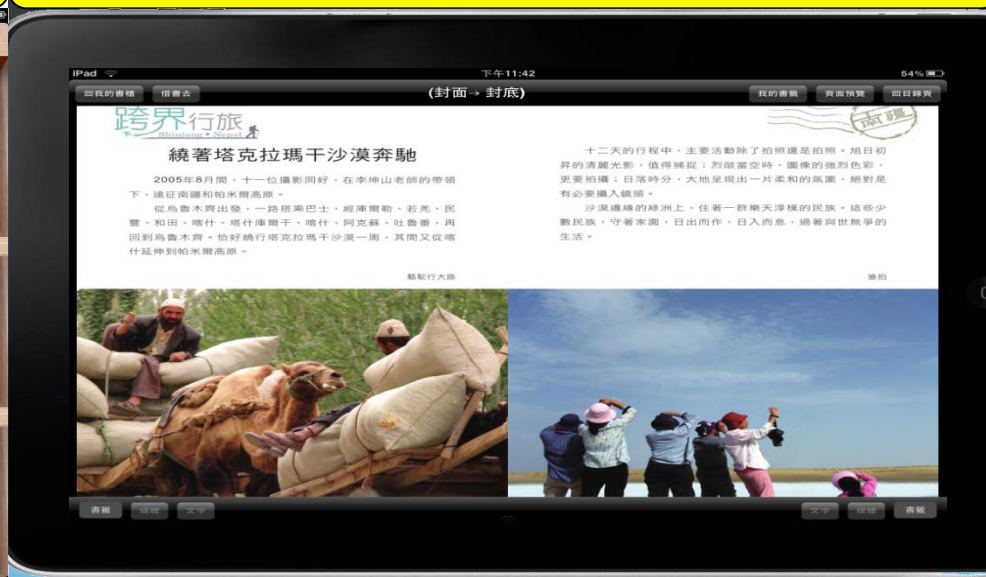 iPad
下午11:42
54%
回我的書櫃
借書去
(封面→ 封底)
我的書籤
頁面預覽
回目錄頁
跨界行旅
Shinjang • Nepal
南疆
繞著塔克拉瑪干沙漠奔馳
2005年8月間，十一位攝影同好，在李坤山老師的帶領
下，遠征南疆和帕米爾高原。
從烏魯木齊出發，一路搭乘巴士，經庫爾勒、若羌、民
豐、和田、喀什、塔什庫爾干、喀什、阿克蘇、吐魯番，再
回到烏魯木齊。恰好繞行塔克拉瑪干沙漠一周，其間又從喀
什延伸到帕米爾高原。
駱駝行大路
十二天的行程中，主要活動除了拍照還是拍照。旭日初
昇的清麗光影，值得捕捉；烈燄當空時，圖像的強烈色彩，
更要拍攝；日落時分，大地呈現出一片柔和的氛圍，絕對是
有必要攝入鏡頭。
沙漠邊緣的綠洲上，住著一群樂天淳樸的民族。這些少
數民族，守著家園，日出而作，日入而息，過著與世無爭的
生活。
搶拍
書籤
媒體
文字
文字
媒體
書籤